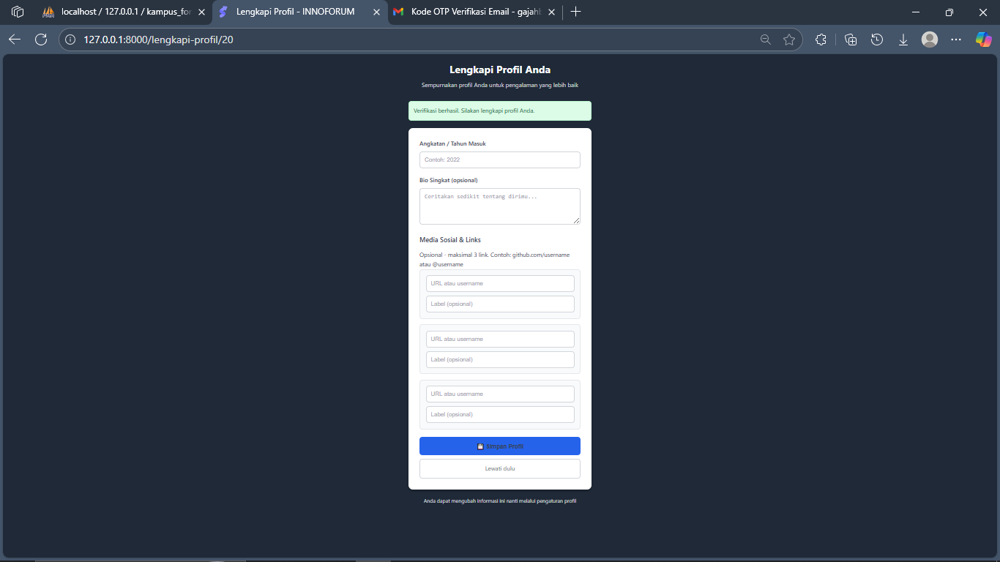 localhost / 127.0.0.1 / kampus_for
Lengkapi Profil - INNOFORUM
Kode OTP Verifikasi Email - gajahb
127.0.0.1:8000/lengkapi-profil/20
Lengkapi Profil Anda
Sempurnakan profil Anda untuk pengalaman yang lebih baik
Verifikasi berhasil. Silakan lengkapi profil Anda.
Angkatan / Tahun Masuk
Contoh: 2022
Bio Singkat (opsional)
Ceritakan sedikit tentang dirimu...
Media Sosial & Links
Opsional - maksimal 3 link. Contoh: github.com/username
atau @username
URL atau username
Label (opsional)
URL atau username
Label (opsional)
URL atau username
Label (opsional)
💾 Simpan Profil
Lewati dulu
Anda dapat mengubah informasi ini nanti melalui pengaturan profil